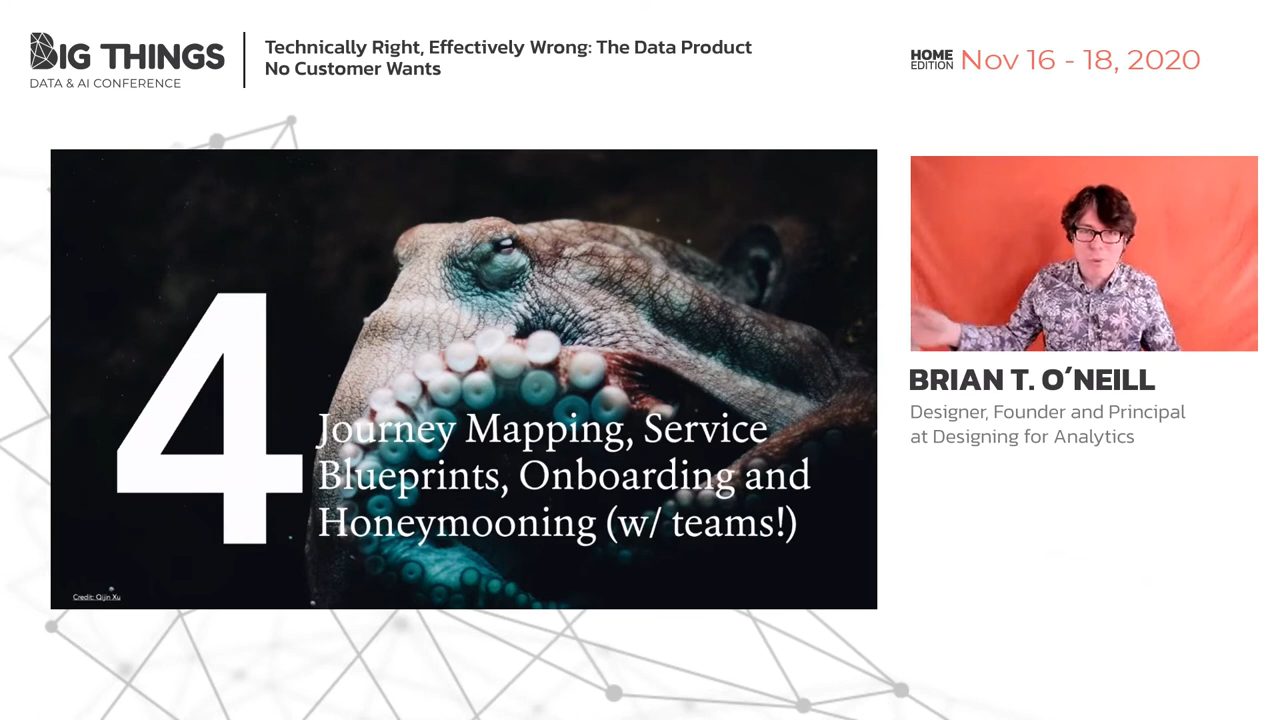 BIG THINGS
DATA & AI CONFERENCE
Technically Right, Effectively Wrong: The Data Product
No Customer Wants
HOME
EDITION
Nov 16 - 18, 2020
4
Journey Mapping, Service
Blueprints, Onboarding and
Honeymooning (w/ teams!)
Credit: Qijin Xu
BRIAN T. O´NEILL
Designer, Founder and Principal
at Designing for Analytics